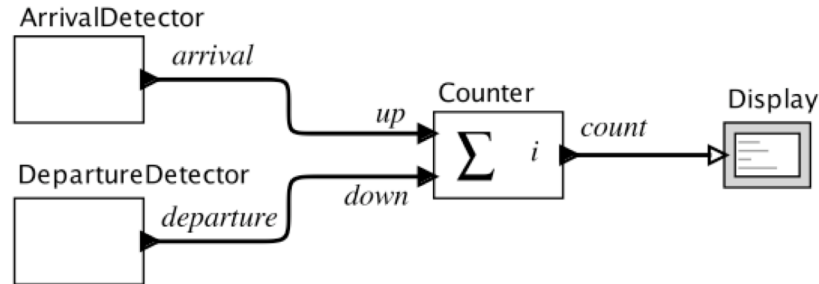 ArrivalDetector
arrival
up
Counter
Σ i
count
Display
DepartureDetector
departure
down